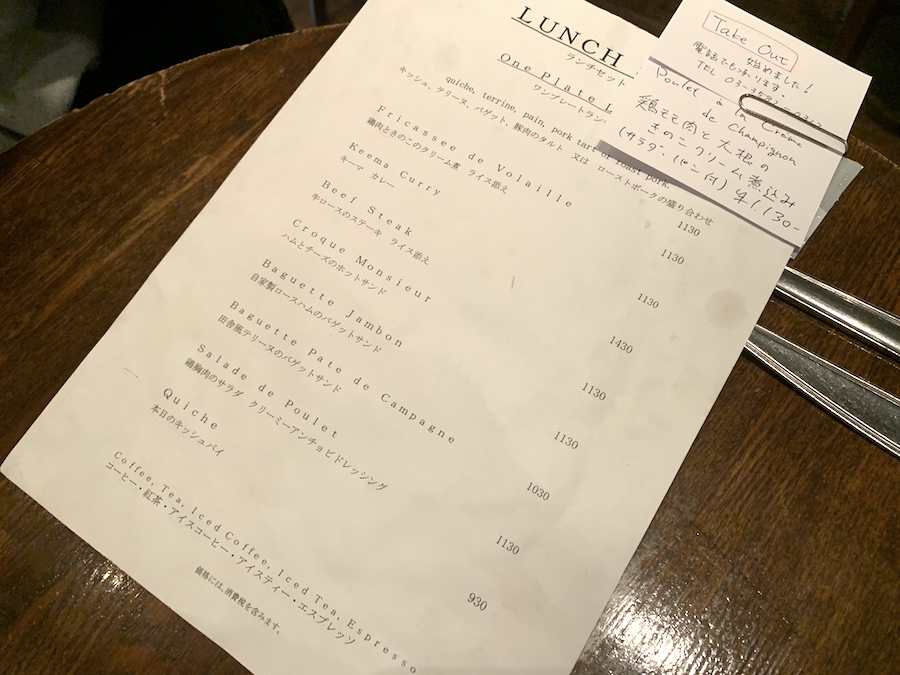 LUNCH
ランチセット
One Plate L
ワンプレートラン
quiche, terrine, pain, pork tart or roast pork.
キッシュ、テリーヌ、バゲット、豚肉のタルト 又は ローストポークの盛り合わせ
1130
Fricassee de Volaille
鶏肉ときのこのクリーム煮 ライス添え
1130
Keema Curry
キーマ カレー
1130
Beef Steak
牛ロースのステーキ ライス添え
1430
Croque Monsieur
ハムとチーズのホットサンド
1130
Baguette Jambon
自家製ロースハムのバゲットサンド
1130
Baguette Pate de Campagne
田舎風テリーヌのバゲットサンド
1030
Salade de Poulet
鶏胸肉のサラダ クリーミーアンチョビドレッシング
1130
Quiche
本日のキッシュパイ
930
Coffee, Tea, Iced Coffee, Iced Tea, Espresso
コーヒー・紅茶・アイスコーヒー・アイスティー・エスプレッソ
価格には、消費税を含みます。
Take Out
始めました!
電話でも承ります。
TEL 03-3583-
Poulet à la Crème
de Champignon
鶏モモ肉と大根の
きのこクリーム煮込み
(サラダ・パン付) ¥1,130-